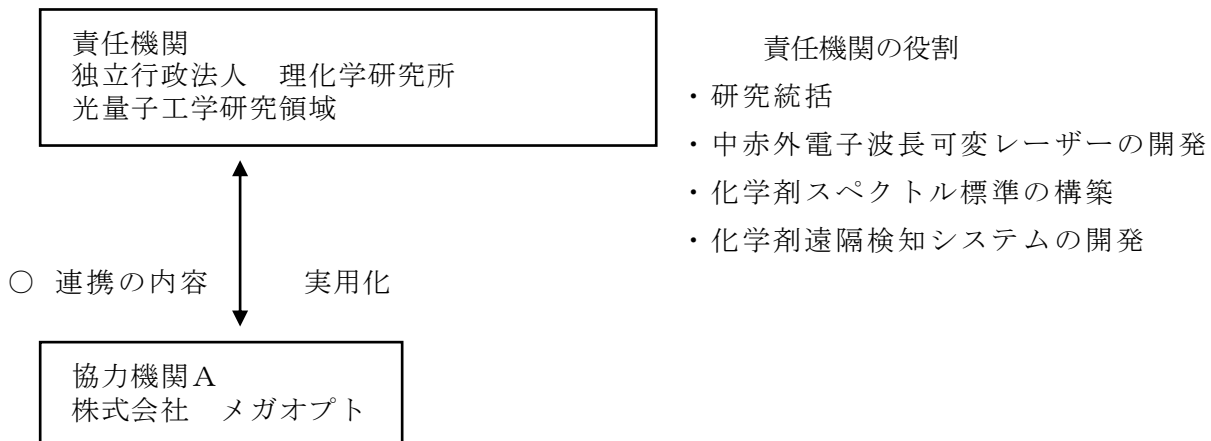 責任機関
独立行政法人　理化学研究所
光量子工学研究領域
責任機関の役割
・研究統括
・中赤外電子波長可変レーザーの開発
・化学剤スペクトル標準の構築
・化学剤遠隔検知システムの開発
○ 連携の内容　実用化
協力機関A
株式会社　メガオプト